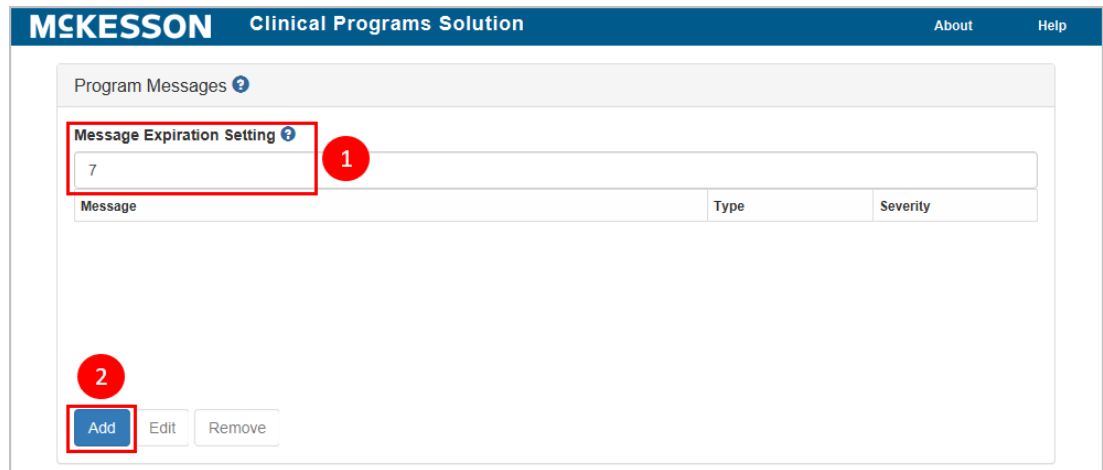 MCKESSON Clinical Programs Solution About Help
Program Messages ?
Message Expiration Setting ?
1
7
Message Type Severity
2
Add Edit Remove